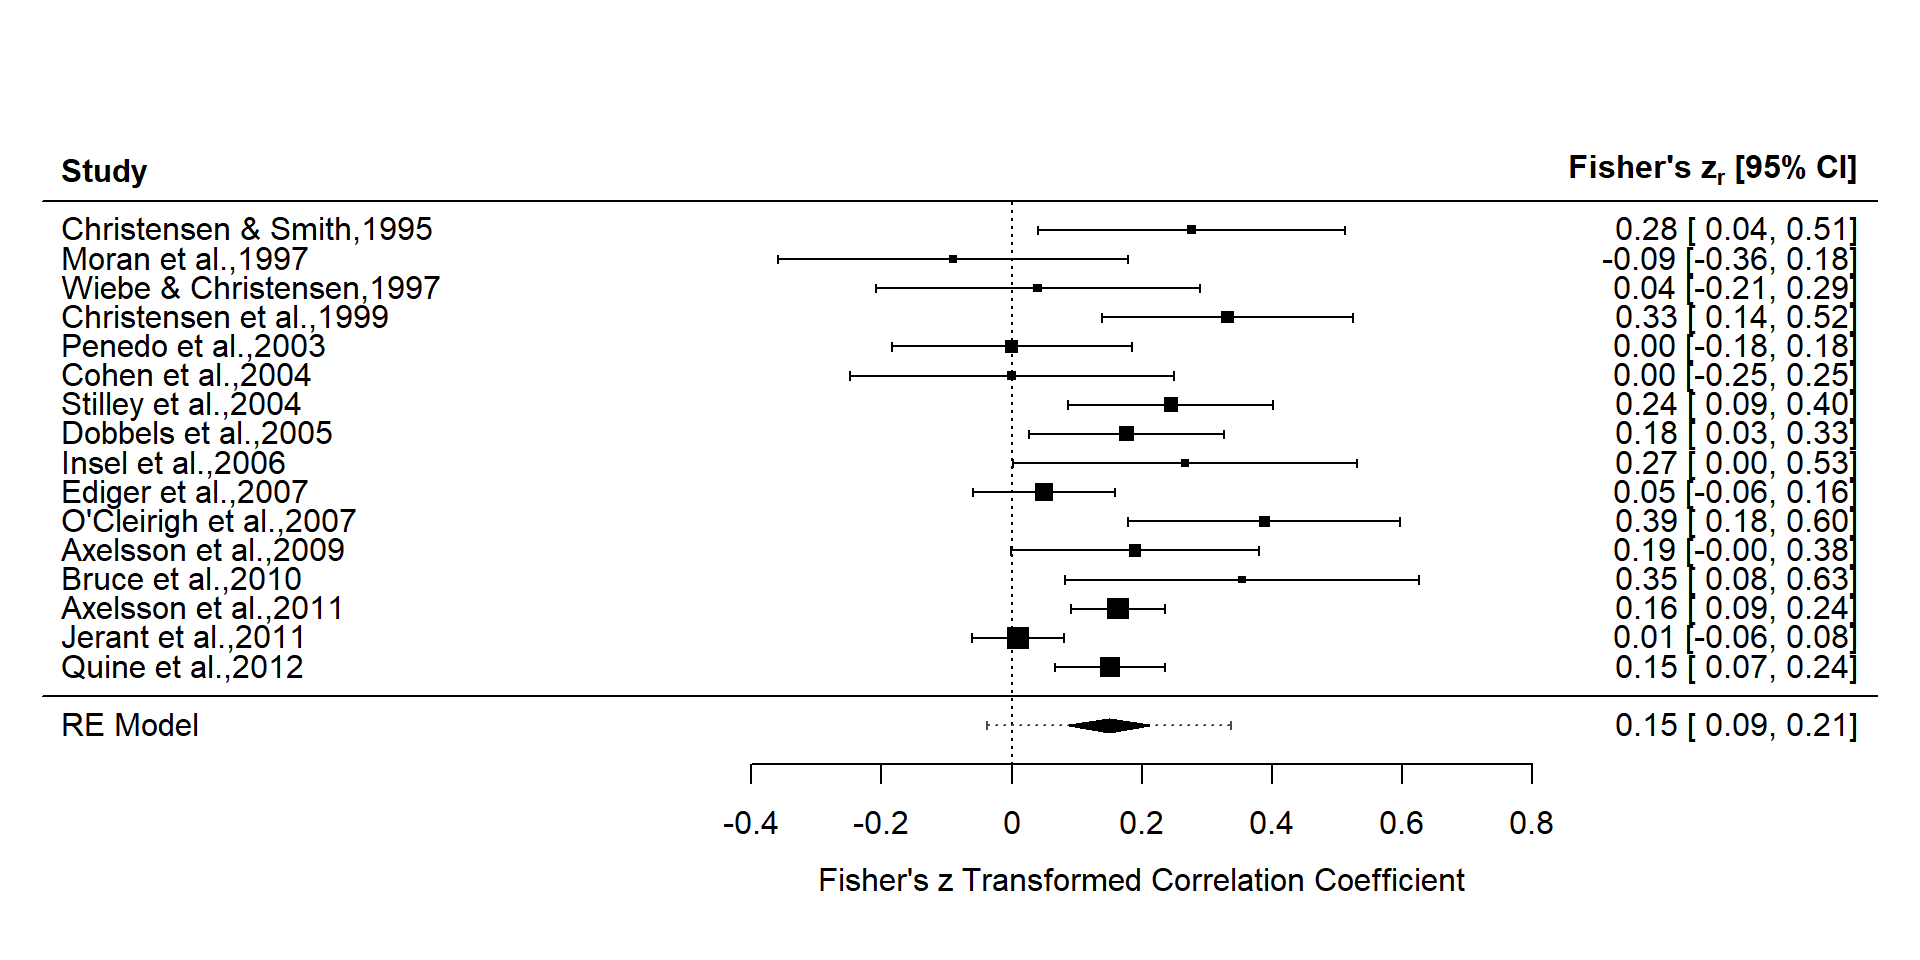 Study Fisher's zr [95% CI]
Christensen & Smith,1995 0.28 [ 0.04, 0.51]
Moran et al.,1997 -0.09 [-0.36, 0.18]
Wiebe & Christensen,1997 0.04 [-0.21, 0.29]
Christensen et al.,1999 0.33 [ 0.14, 0.52]
Penedo et al.,2003 0.00 [-0.18, 0.18]
Cohen et al.,2004 0.00 [-0.25, 0.25]
Stilley et al.,2004 0.24 [ 0.09, 0.40]
Dobbels et al.,2005 0.18 [ 0.03, 0.33]
Insel et al.,2006 0.27 [ 0.00, 0.53]
Ediger et al.,2007 0.05 [-0.06, 0.16]
O'Cleirigh et al.,2007 0.39 [ 0.18, 0.60]
Axelsson et al.,2009 0.19 [-0.00, 0.38]
Bruce et al.,2010 0.35 [ 0.08, 0.63]
Axelsson et al.,2011 0.16 [ 0.09, 0.24]
Jerant et al.,2011 0.01 [-0.06, 0.08]
Quine et al.,2012 0.15 [ 0.07, 0.24]
RE Model 0.15 [ 0.09, 0.21]
-0.4 -0.2 0 0.2 0.4 0.6 0.8
Fisher's z Transformed Correlation Coefficient